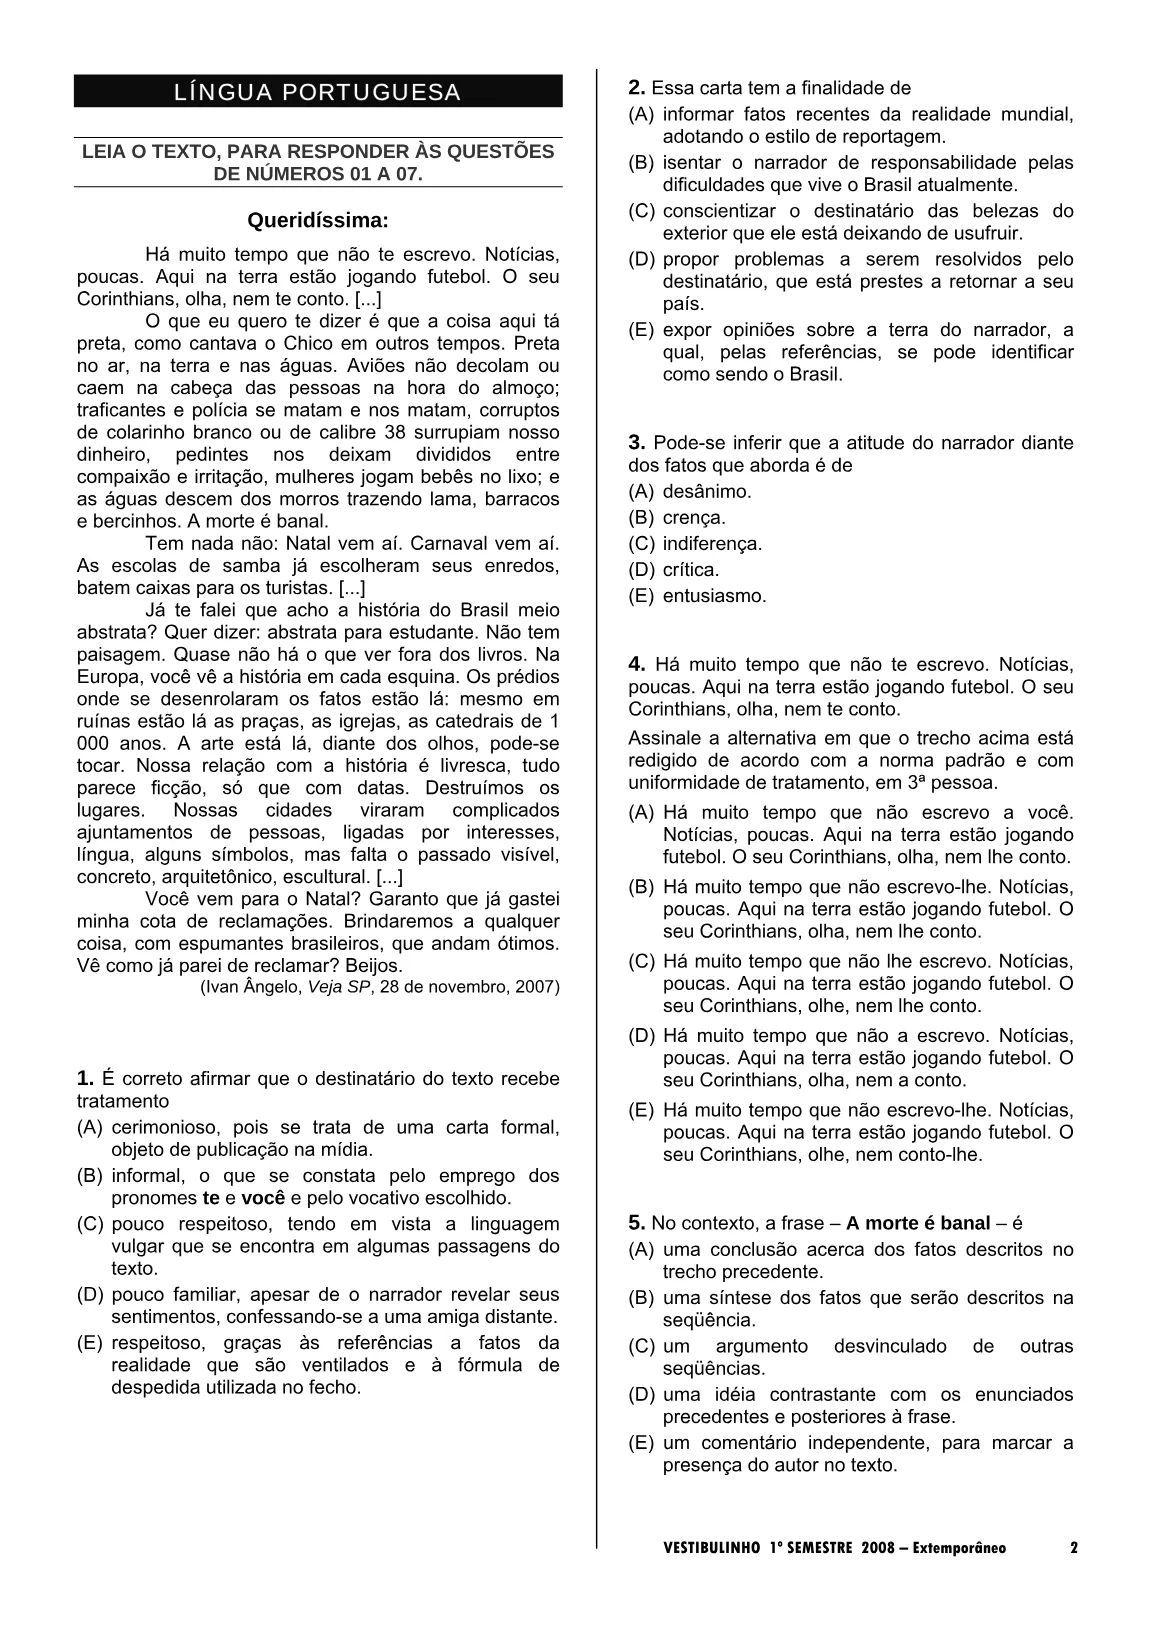 LÍNGUA PORTUGUESA
LEIA O TEXTO, PARA RESPONDER ÀS QUESTÕES
DE NÚMEROS 01 A 07.
Queridíssima:
Há muito tempo que não te escrevo. Notícias,
poucas. Aqui na terra estão jogando futebol. O seu
Corinthians, olha, nem te conto. [...]
O que eu quero te dizer é que a coisa aqui tá
preta, como cantava o Chico em outros tempos. Preta
no ar, na terra e nas águas. Aviões não decolam ou
caem na cabeça das pessoas na hora do almoço;
traficantes e polícia se matam e nos matam, corruptos
de colarinho branco ou de calibre 38 surrupiam nosso
dinheiro, pedintes nos deixam divididos entre
compaixão e irritação, mulheres jogam bebês no lixo; e
as águas descem dos morros trazendo lama, barracos
e bercinhos. A morte é banal.
Tem nada não: Natal vem aí. Carnaval vem aí.
As escolas de samba já escolheram seus enredos,
batem caixas para os turistas. [...]
Já te falei que acho a história do Brasil meio
abstrata? Quer dizer: abstrata para estudante. Não tem
paisagem. Quase não há o que ver fora dos livros. Na
Europa, você vê a história em cada esquina. Os prédios
onde se desenrolaram os fatos estão lá: mesmo em
ruínas estão lá as praças, as igrejas, as catedrais de 1
000 anos. A arte está lá, diante dos olhos, pode-se
tocar. Nossa relação com a história é livresca, tudo
parece ficção, só que com datas. Destruímos os
lugares. Nossas cidades viraram complicados
ajuntamentos de pessoas, ligadas por interesses,
língua, alguns símbolos, mas falta o passado visível,
concreto, arquitetônico, escultural. [...]
Você vem para o Natal? Garanto que já gastei
minha cota de reclamações. Brindaremos a qualquer
coisa, com espumantes brasileiros, que andam ótimos.
Vê como já parei de reclamar? Beijos.
(Ivan Ângelo, Veja SP, 28 de novembro, 2007)
1. É correto afirmar que o destinatário do texto recebe
tratamento
(A) cerimonioso, pois se trata de uma carta formal,
objeto de publicação na mídia.
(B) informal, o que se constata pelo emprego dos
pronomes te e você e pelo vocativo escolhido.
(C) pouco respeitoso, tendo em vista a linguagem
vulgar que se encontra em algumas passagens do
texto.
(D) pouco familiar, apesar de o narrador revelar seus
sentimentos, confessando-se a uma amiga distante.
(E) respeitoso, graças às referências a fatos da
realidade que são ventilados e à fórmula de
despedida utilizada no fecho.
2. Essa carta tem a finalidade de
(A) informar fatos recentes da realidade mundial,
adotando o estilo de reportagem.
(B) isentar o narrador de responsabilidade pelas
dificuldades que vive o Brasil atualmente.
(C) conscientizar o destinatário das belezas do
exterior que ele está deixando de usufruir.
(D) propor problemas a serem resolvidos pelo
destinatário, que está prestes a retornar a seu
país.
(E) expor opiniões sobre a terra do narrador, a
qual, pelas referências, se pode identificar
como sendo o Brasil.
3. Pode-se inferir que a atitude do narrador diante
dos fatos que aborda é de
(A) desânimo.
(B) crença.
(C) indiferença.
(D) crítica.
(E) entusiasmo.
4. Há muito tempo que não te escrevo. Notícias,
poucas. Aqui na terra estão jogando futebol. O seu
Corinthians, olha, nem te conto.
Assinale a alternativa em que o trecho acima está
redigido de acordo com a norma padrão e com
uniformidade de tratamento, em 3ª pessoa.
(A) Há muito tempo que não escrevo a você.
Notícias, poucas. Aqui na terra estão jogando
futebol. O seu Corinthians, olha, nem lhe conto.
(B) Há muito tempo que não escrevo-lhe. Notícias,
poucas. Aqui na terra estão jogando futebol. O
seu Corinthians, olha, nem lhe conto.
(C) Há muito tempo que não lhe escrevo. Notícias,
poucas. Aqui na terra estão jogando futebol. O
seu Corinthians, olhe, nem lhe conto.
(D) Há muito tempo que não a escrevo. Notícias,
poucas. Aqui na terra estão jogando futebol. O
seu Corinthians, olha, nem a conto.
(E) Há muito tempo que não escrevo-lhe. Notícias,
poucas. Aqui na terra estão jogando futebol. O
seu Corinthians, olhe, nem conto-lhe.
5. No contexto, a frase – A morte é banal – é
(A) uma conclusão acerca dos fatos descritos no
trecho precedente.
(B) uma síntese dos fatos que serão descritos na
seqüência.
(C) um argumento desvinculado de outras
seqüências.
(D) uma idéia contrastante com os enunciados
precedentes e posteriores à frase.
(E) um comentário independente, para marcar a
presença do autor no texto.
VESTIBULINHO 1º SEMESTRE 2008 – Extemporâneo 2